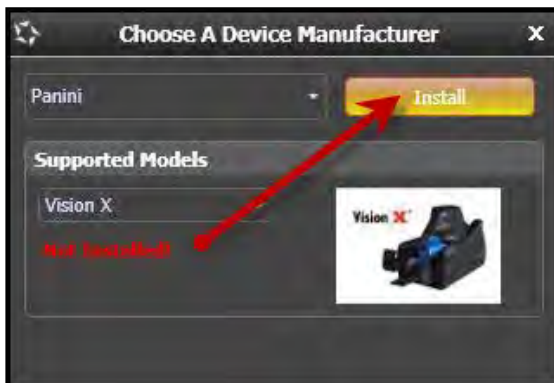 Choose A Device Manufacturer X
Panini
Install
Supported Models
Vision X
Not Installed!
Vision X